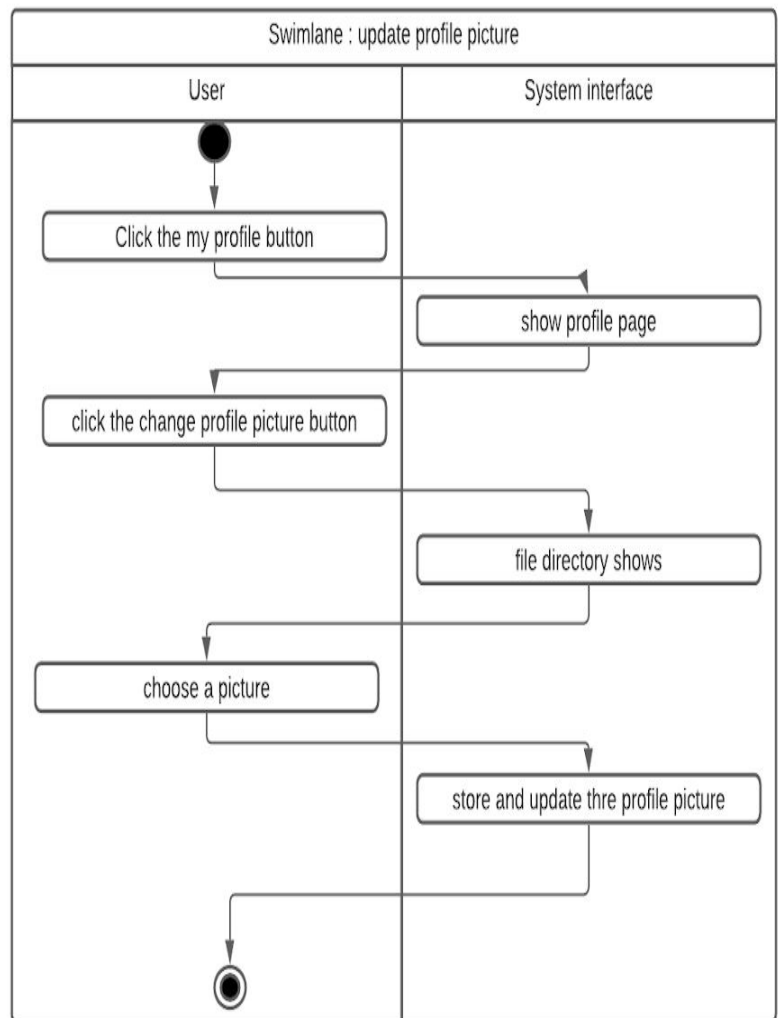 Swimlane : update profile picture
User
System interface
Click the my profile button
show profile page
click the change profile picture button
file directory shows
choose a picture
store and update thre profile picture